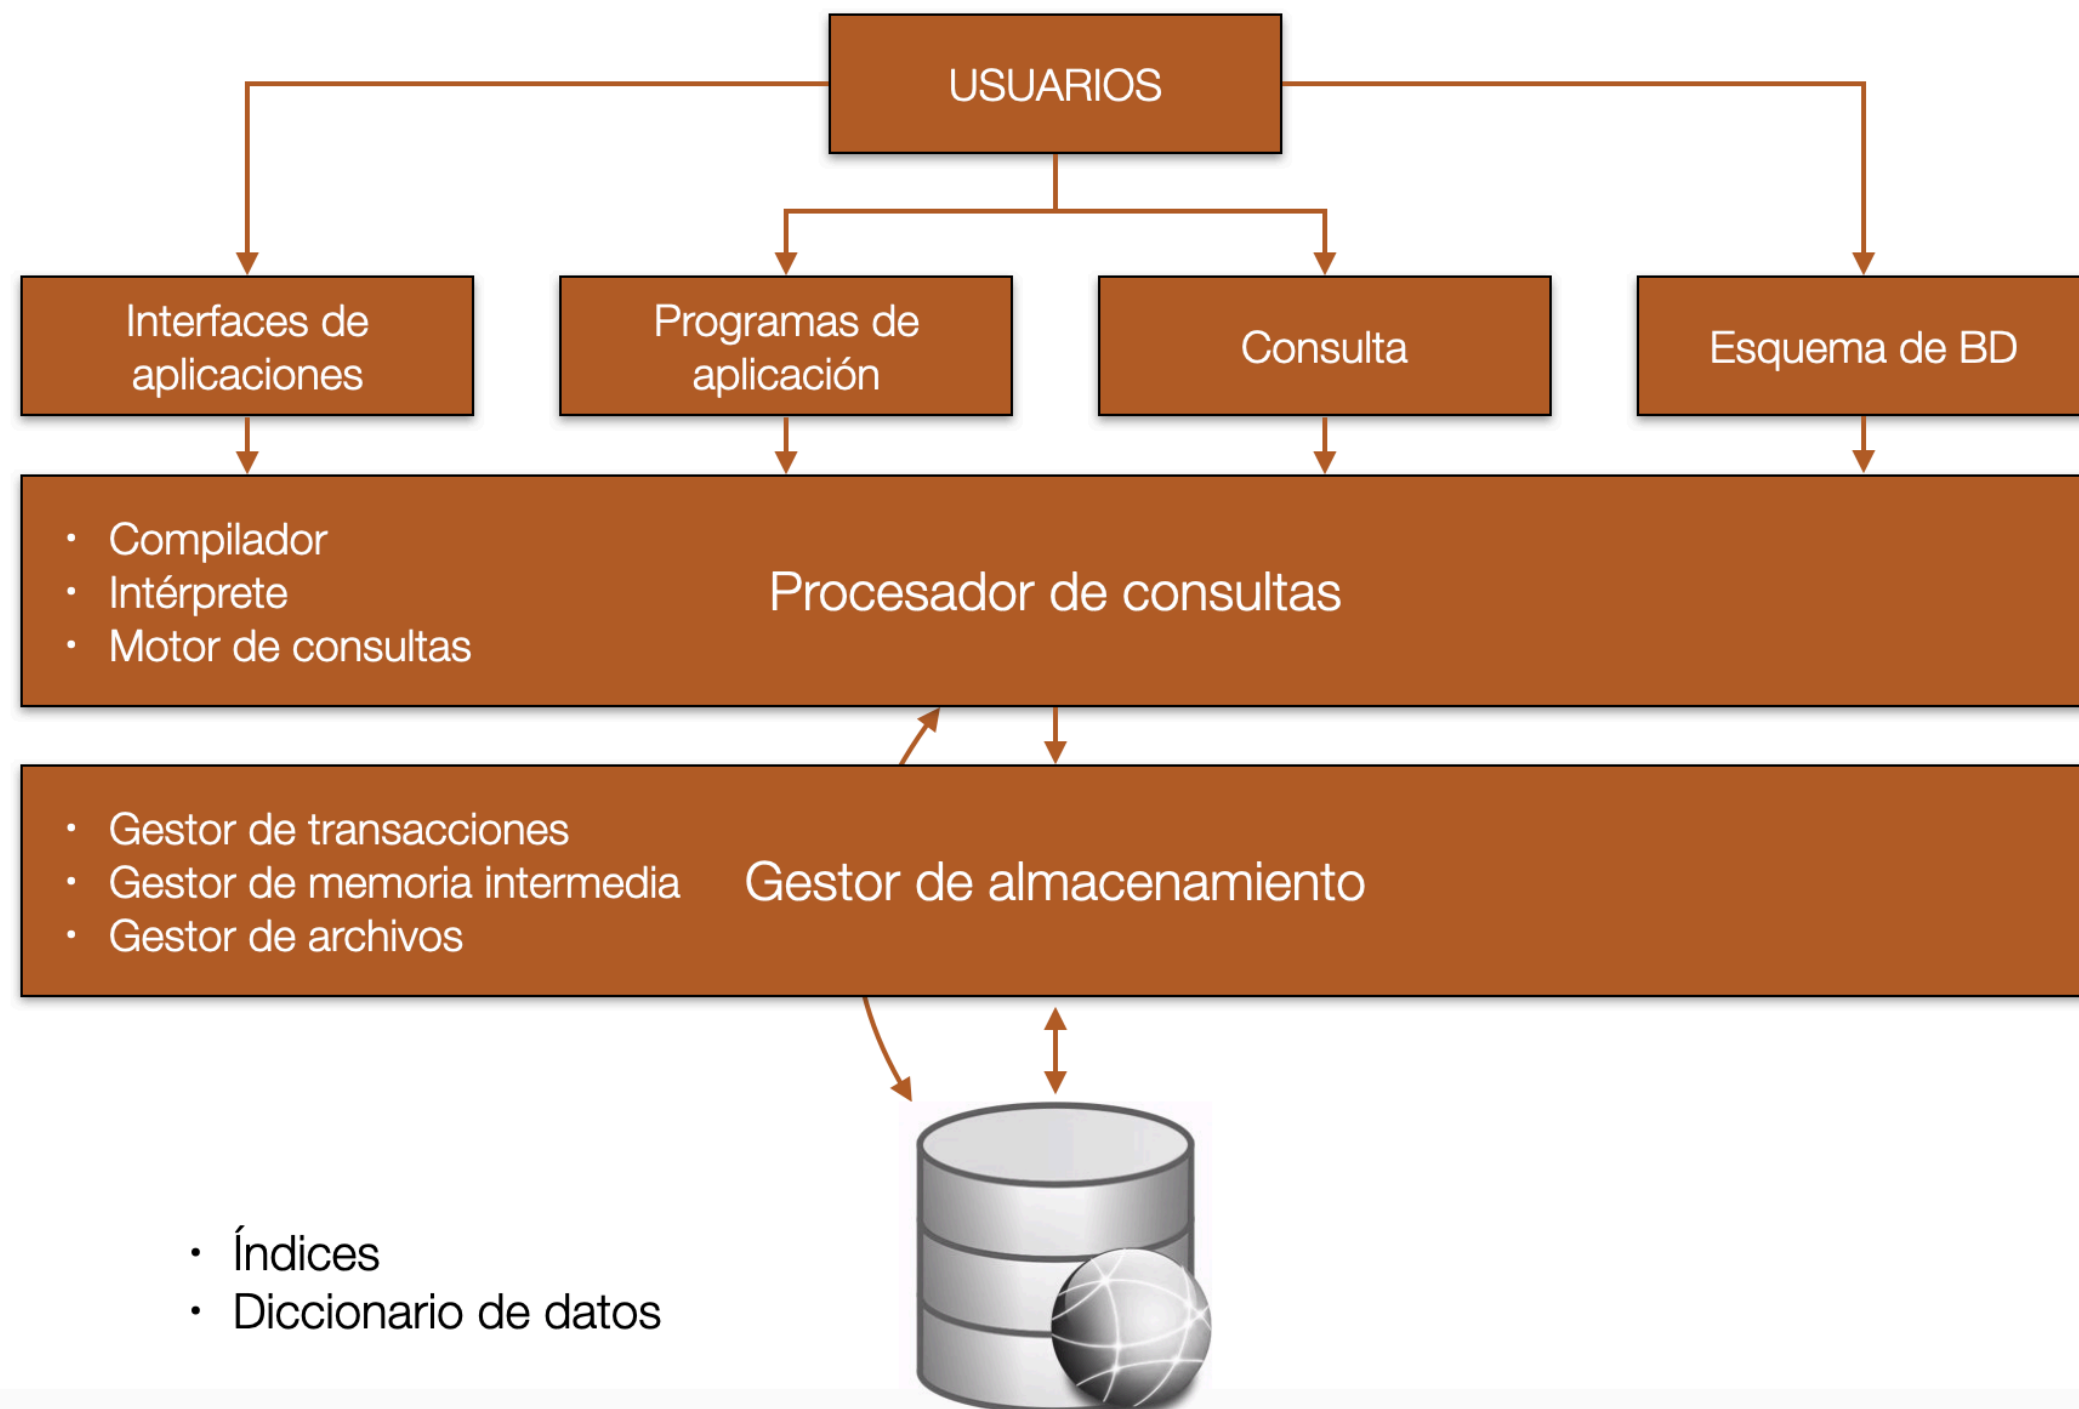 USUARIOS
Interfaces de
aplicaciones
Programas de
aplicación
Consulta
Esquema de BD
• Compilador
• Intérprete
• Motor de consultas
Procesador de consultas
• Gestor de transacciones
• Gestor de memoria intermedia
• Gestor de archivos
Gestor de almacenamiento
• Índices
• Diccionario de datos